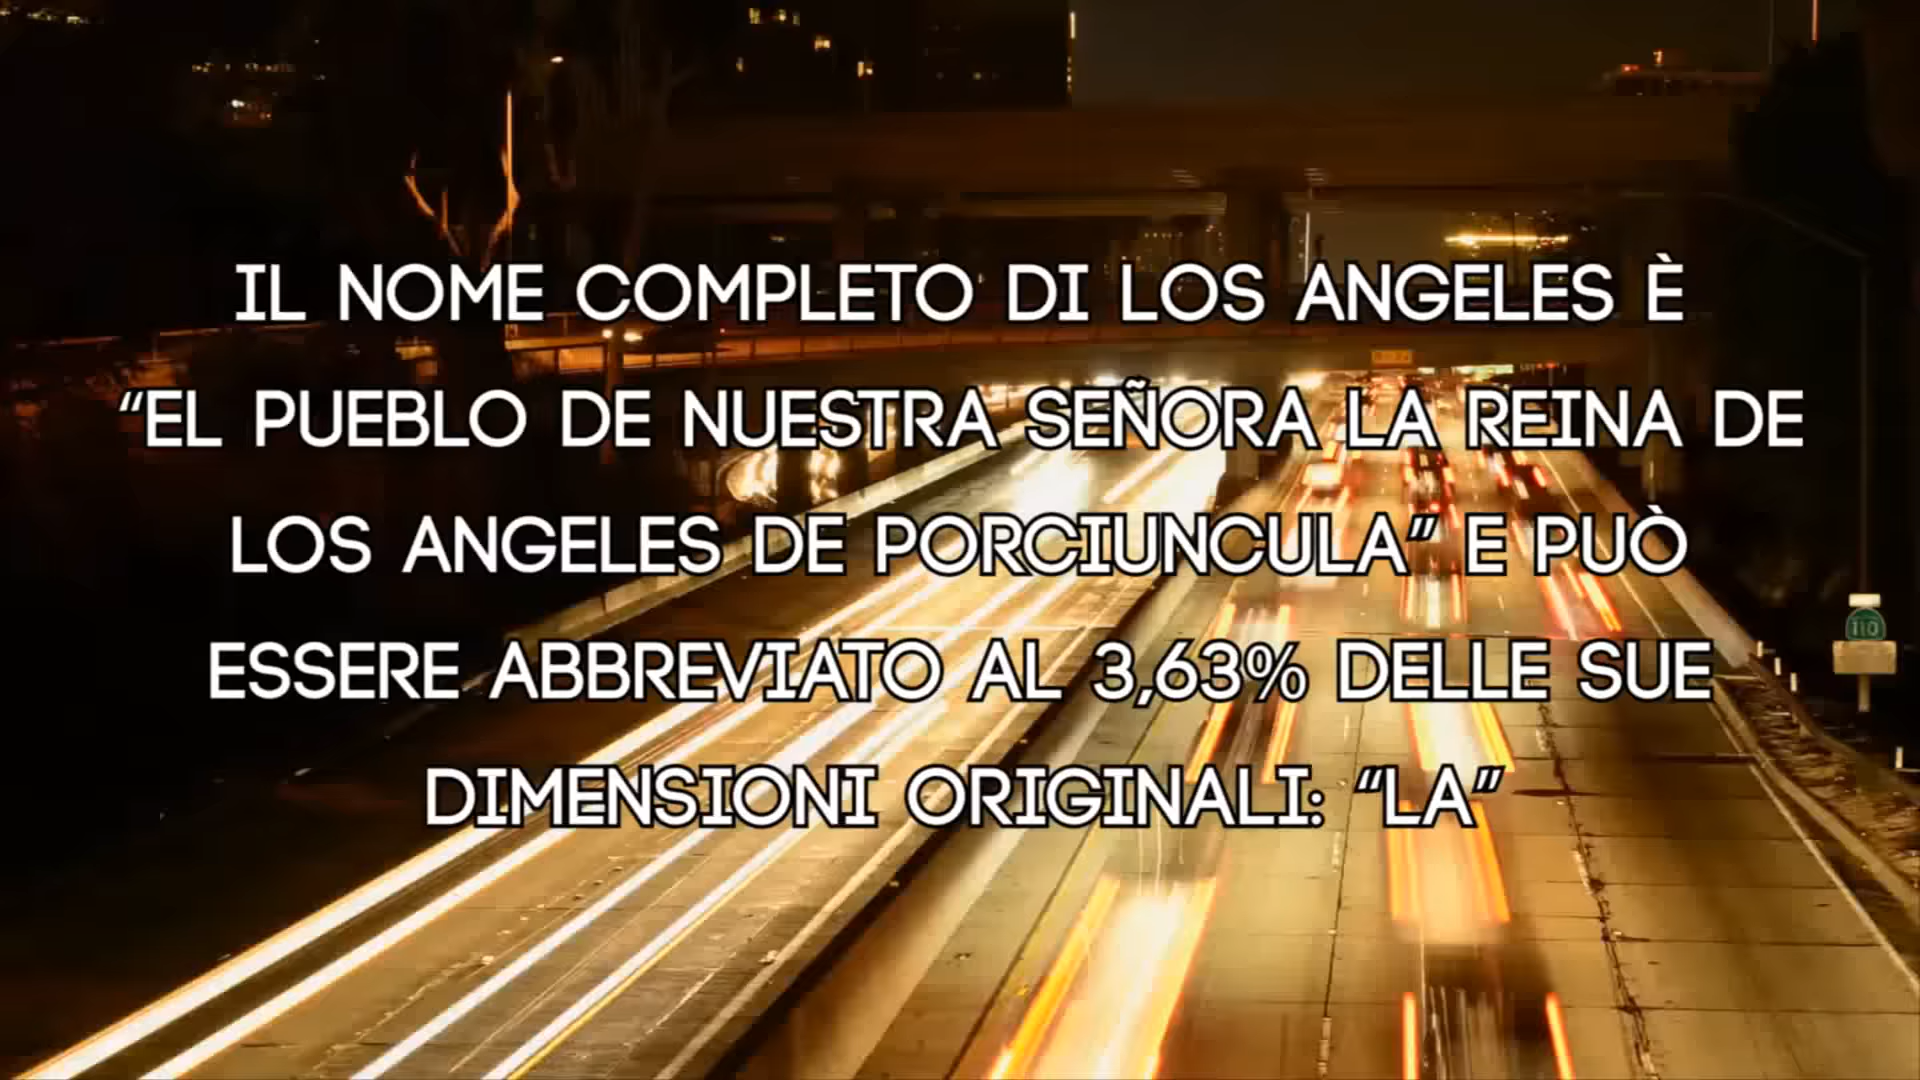 IL NOME COMPLETO DI LOS ANGELES È
“EL PUEBLO DE NUESTRA SEÑORA LA REINA DE
LOS ANGELES DE PORCIUNCULA” E PUÒ
ESSERE ABBREVIATO AL 3,63% DELLE SUE
DIMENSIONI ORIGINALI: “LA”
110